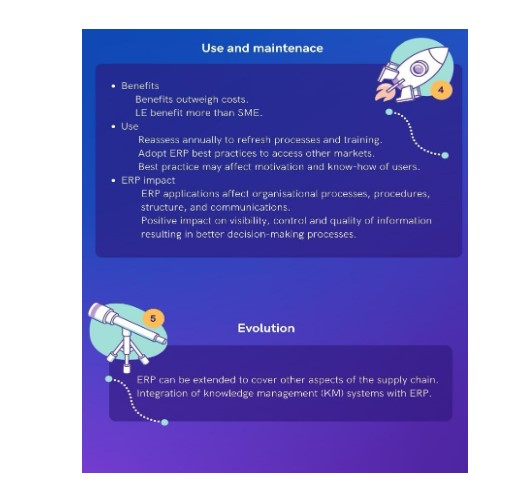 Use and maintenace
4
• Benefits
Benefits outweigh costs.
LE benefit more than SME.
• Use
Reassess annually to refresh processes and training.
Adopt ERP best practices to access other markets.
Best practice may affect motivation and know-how of users.
• ERP impact
ERP applications affect organisational processes, procedures,
structure, and communications.
Positive impact on visibility, control and quality of information
resulting in better decision-making processes.
5
Evolution
ERP can be extended to cover other aspects of the supply chain.
Integration of knowledge management (KM) systems with ERP.